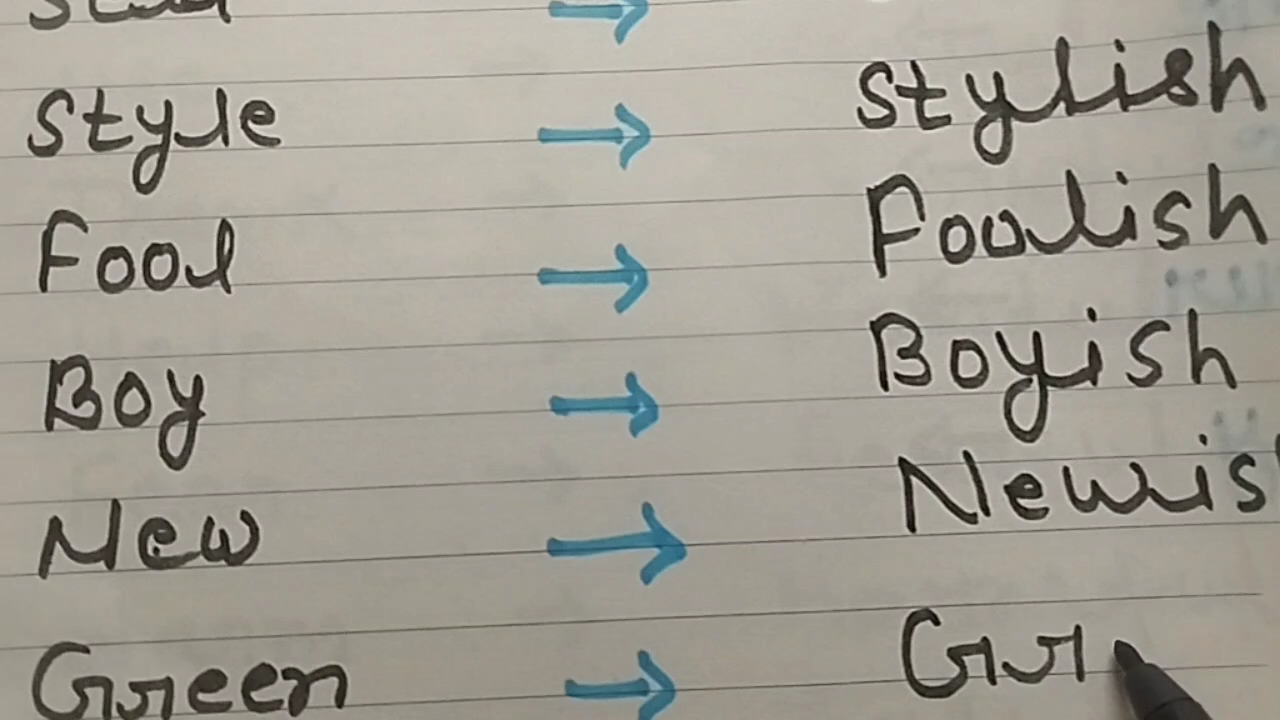 Style → Stylish
Fool → Foolish
Boy → Boyish
New → Newis
Green → Gr